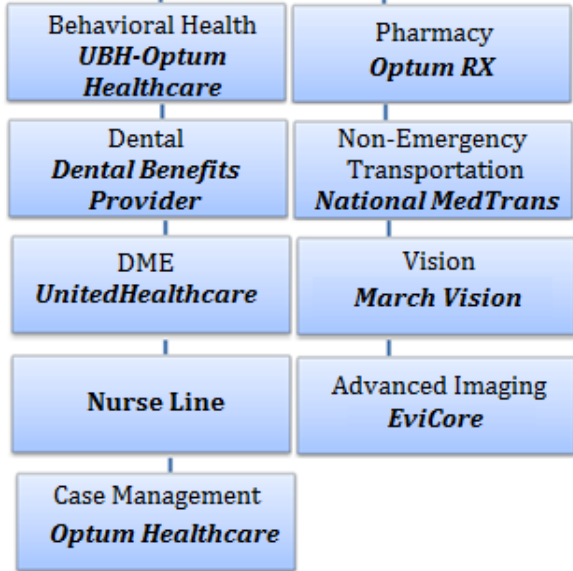 Behavioral Health
UBH-Optum
Healthcare
Pharmacy
Optum RX
Dental
Dental Benefits
Provider
Non-Emergency
Transportation
National MedTrans
DME
UnitedHealthcare
Vision
March Vision
Nurse Line
Advanced Imaging
EviCore
Case Management
Optum Healthcare